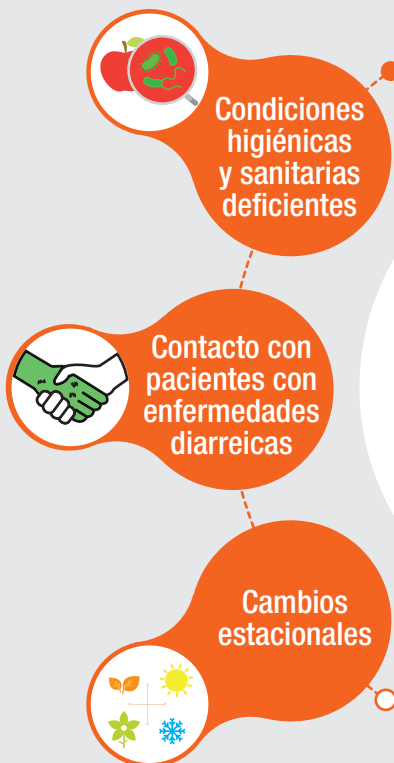 Condiciones
higiénicas
y sanitarias
deficientes
Contacto con
pacientes con
enfermedades
diarreicas
Cambios
estacionales